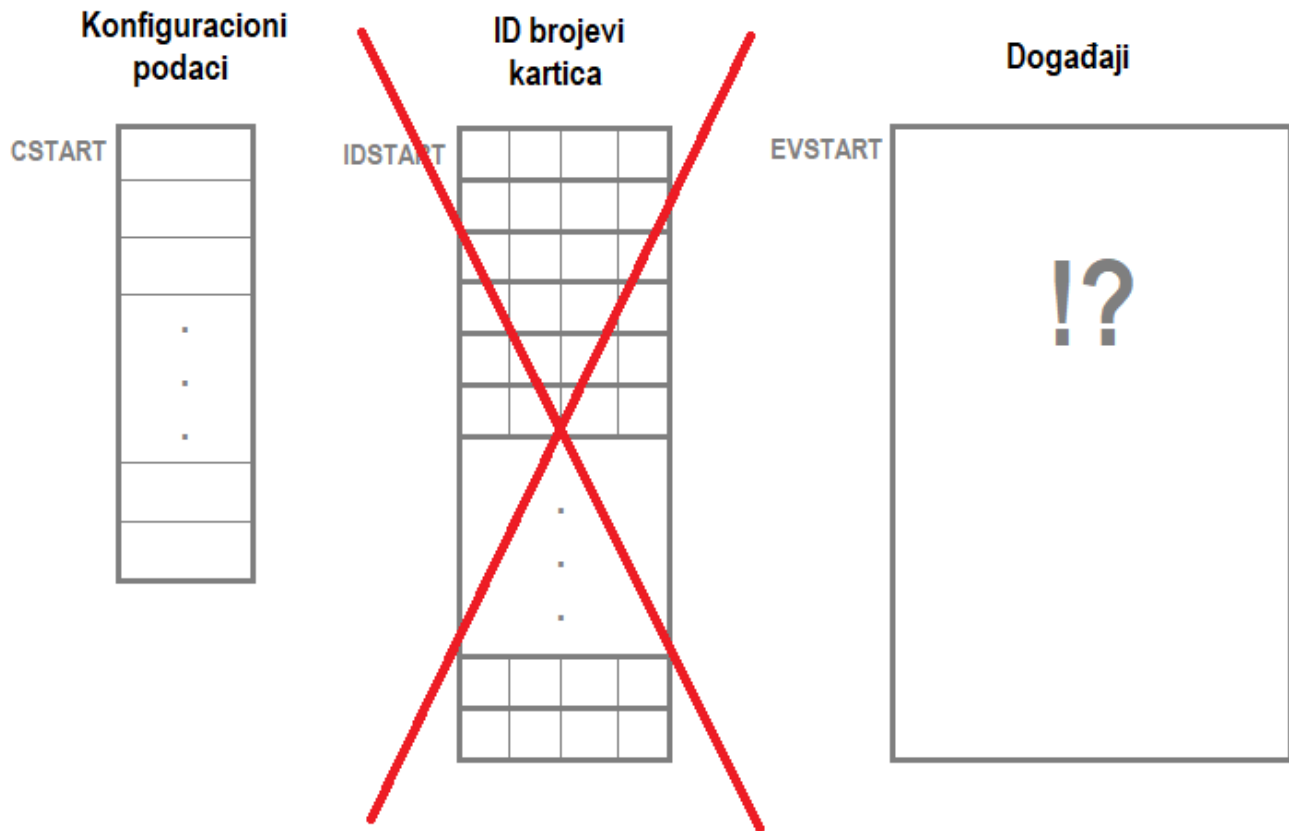 Konfiguracioni
podaci
ID brojevi
kartica
Događaji
CSTART
IDSTART
EVSTART
!?